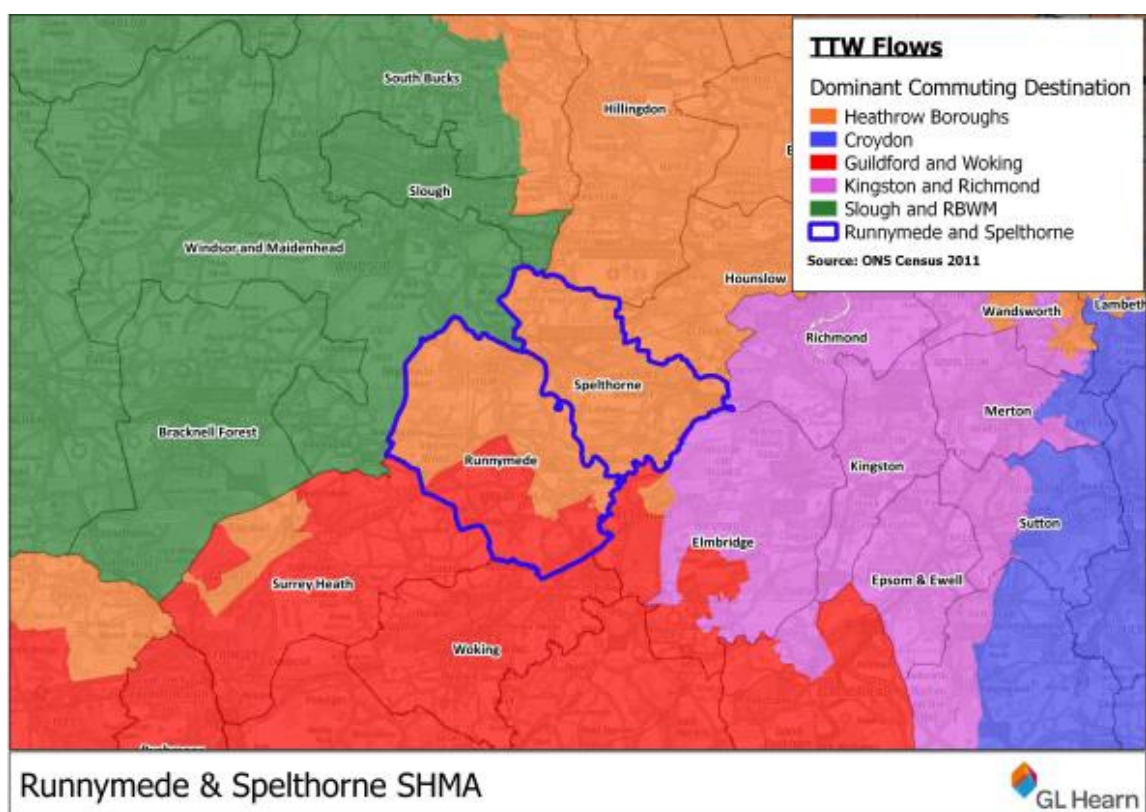 TTW Flows
Dominant Commuting Destination
Heathrow Boroughs
Croydon
Guildford and Woking
Kingston and Richmond
Slough and RBWM
Runnymede and Spelthorne
Source: ONS Census 2011
South Bucks
Hillingdon
Slough
Windsor and Maidenhead
Hounslow
Wandsworth
Lambeth
Richmond
Spelthorne
Merton
Bracknell Forest
Runnymede
Kingston
Sutton
Elmbridge
Surrey Heath
Epsom & Ewell
Woking
Runnymede & Spelthorne SHMA
GL Hearn